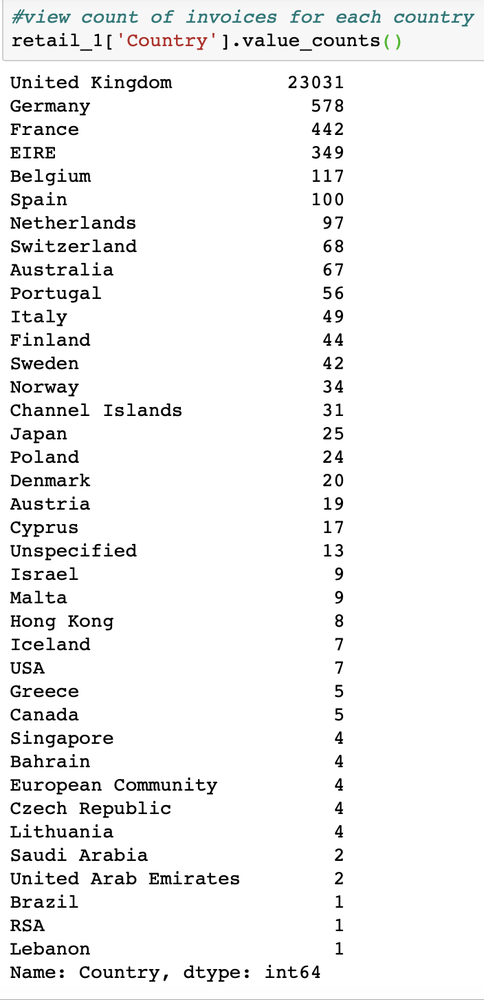 #view count of invoices for each country
retail_1['Country'].value_counts()
United Kingdom 23031
Germany 578
France 442
EIRE 349
Belgium 117
Spain 100
Netherlands 97
Switzerland 68
Australia 67
Portugal 56
Italy 49
Finland 44
Sweden 42
Norway 34
Channel Islands 31
Japan 25
Poland 24
Denmark 20
Austria 19
Cyprus 17
Unspecified 13
Israel 9
Malta 9
Hong Kong 8
Iceland 7
USA 7
Greece 5
Canada 5
Singapore 4
Bahrain 4
European Community 4
Czech Republic 4
Lithuania 4
Saudi Arabia 2
United Arab Emirates 2
Brazil 1
RSA 1
Lebanon 1
Name: Country, dtype: int64